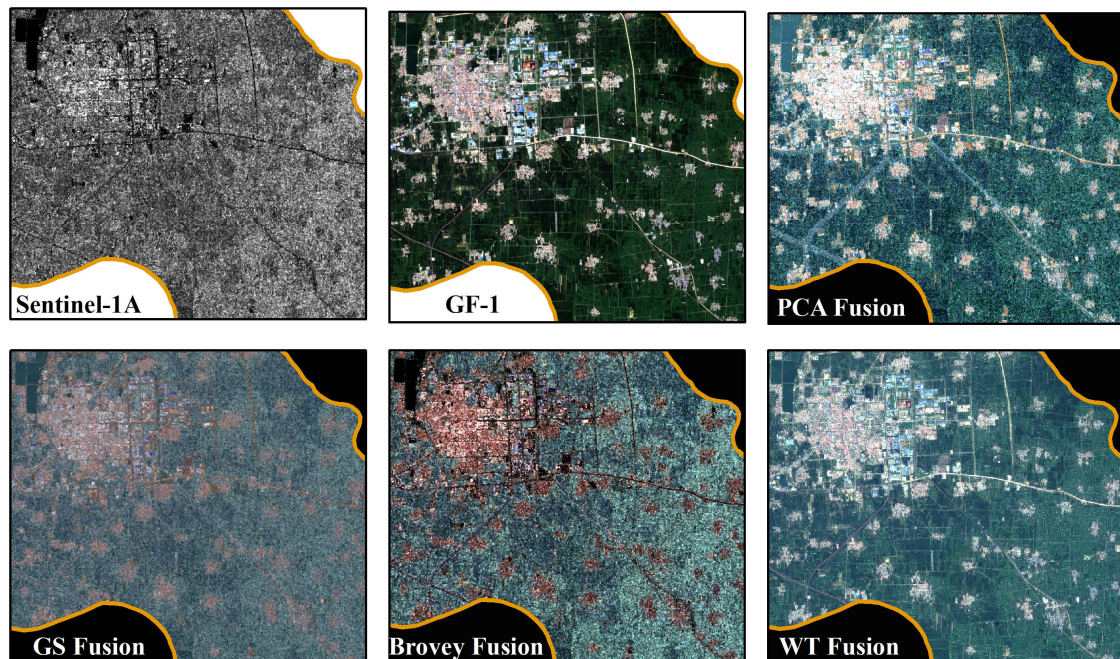 Sentinel-1A
GF-1
PCA Fusion
GS Fusion
Brovey Fusion
WT Fusion